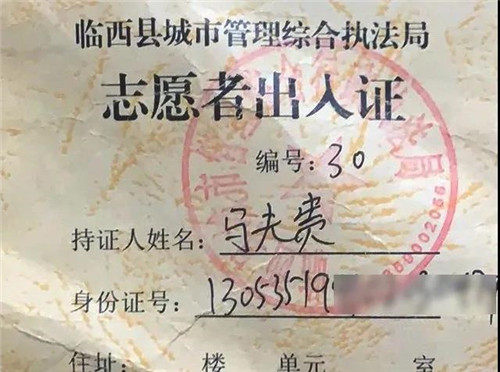 临西县城市管理综合执法局
志愿者出入证
编号:30
持证人姓名:马夫贵
身份证号:13053519
住址: 楼 单元 室